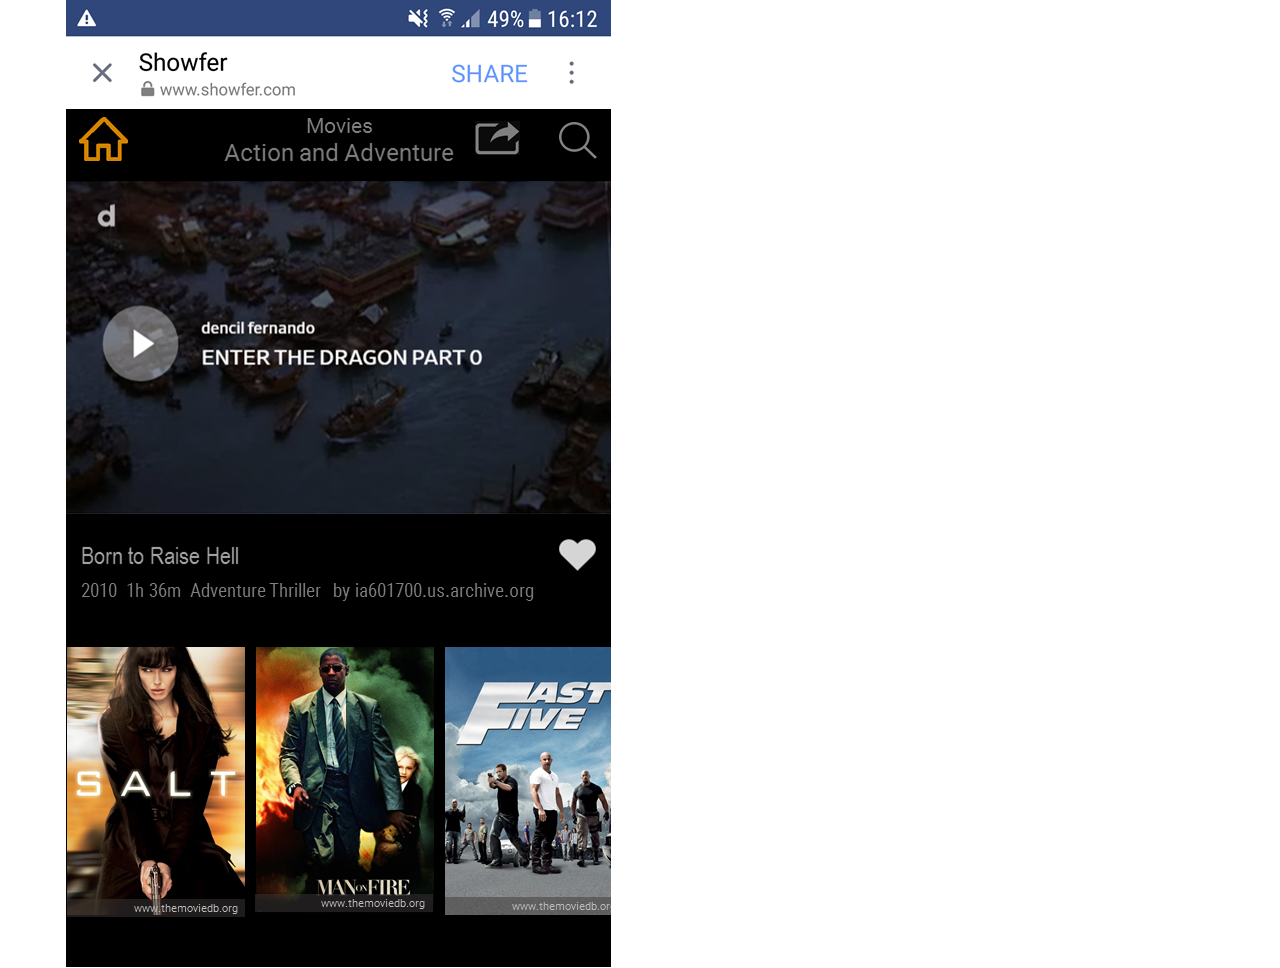 49% 16:12
Showfer
SHARE
www.showfer.com
Movies
Action and Adventure
d
dencil fernando
ENTER THE DRAGON PART 0
Born to Raise Hell
2010 1h 36m Adventure Thriller by ia601700.us.archive.org
SALT
www.themoviedb.org
MAN ON FIRE
www.themoviedb.org
FAST
FIVE
www.themoviedb.org